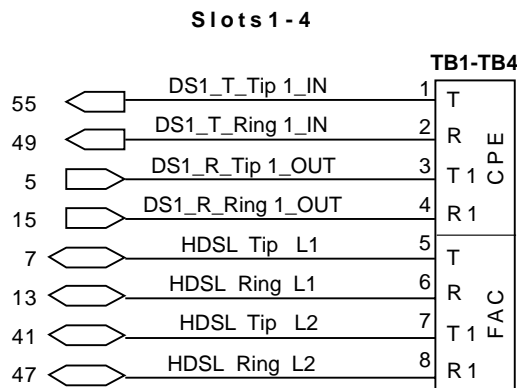 Slots 1-4
TB1-TB4
55 DS1_T_Tip 1_IN 1 T
49 DS1_T_Ring 1_IN 2 R
5 DS1_R_Tip 1_OUT 3 T1
15 DS1_R_Ring 1_OUT 4 R1
CPE
7 HDSL Tip L1 5 T
13 HDSL Ring L1 6 R
41 HDSL Tip L2 7 T1
47 HDSL Ring L2 8 R1
FAC